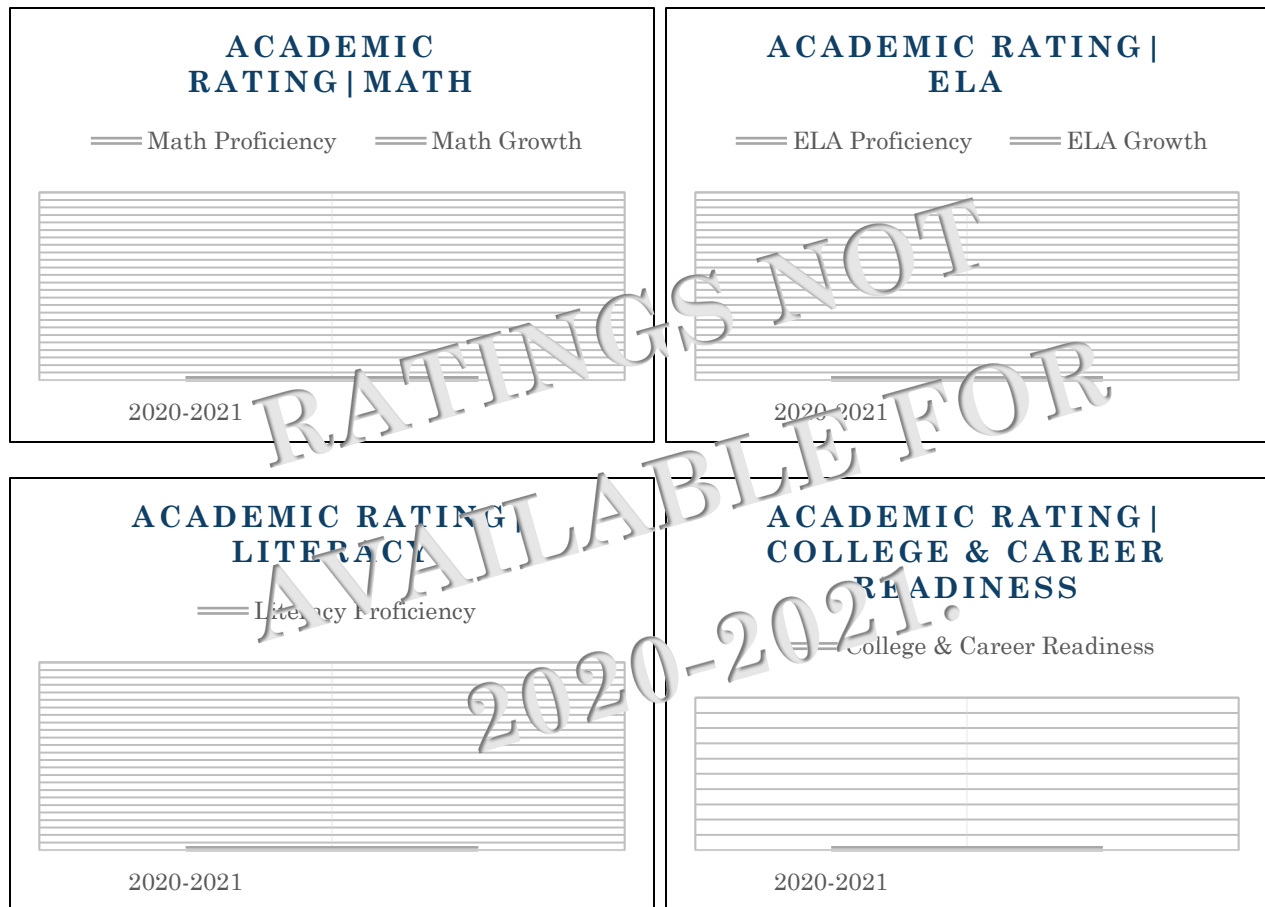 ACADEMIC
RATING|MATH
Math Proficiency Math Growth
2020-2021
ACADEMIC RATING|
ELA
ELA Proficiency ELA Growth
2020-2021
RATINGS NOT
AVAILABLE FOR
2020-2021.
ACADEMIC RATING|
LITERACY
Literacy Proficiency
2020-2021
ACADEMIC RATING|
COLLEGE & CAREER
READINESS
College & Career Readiness
2020-2021